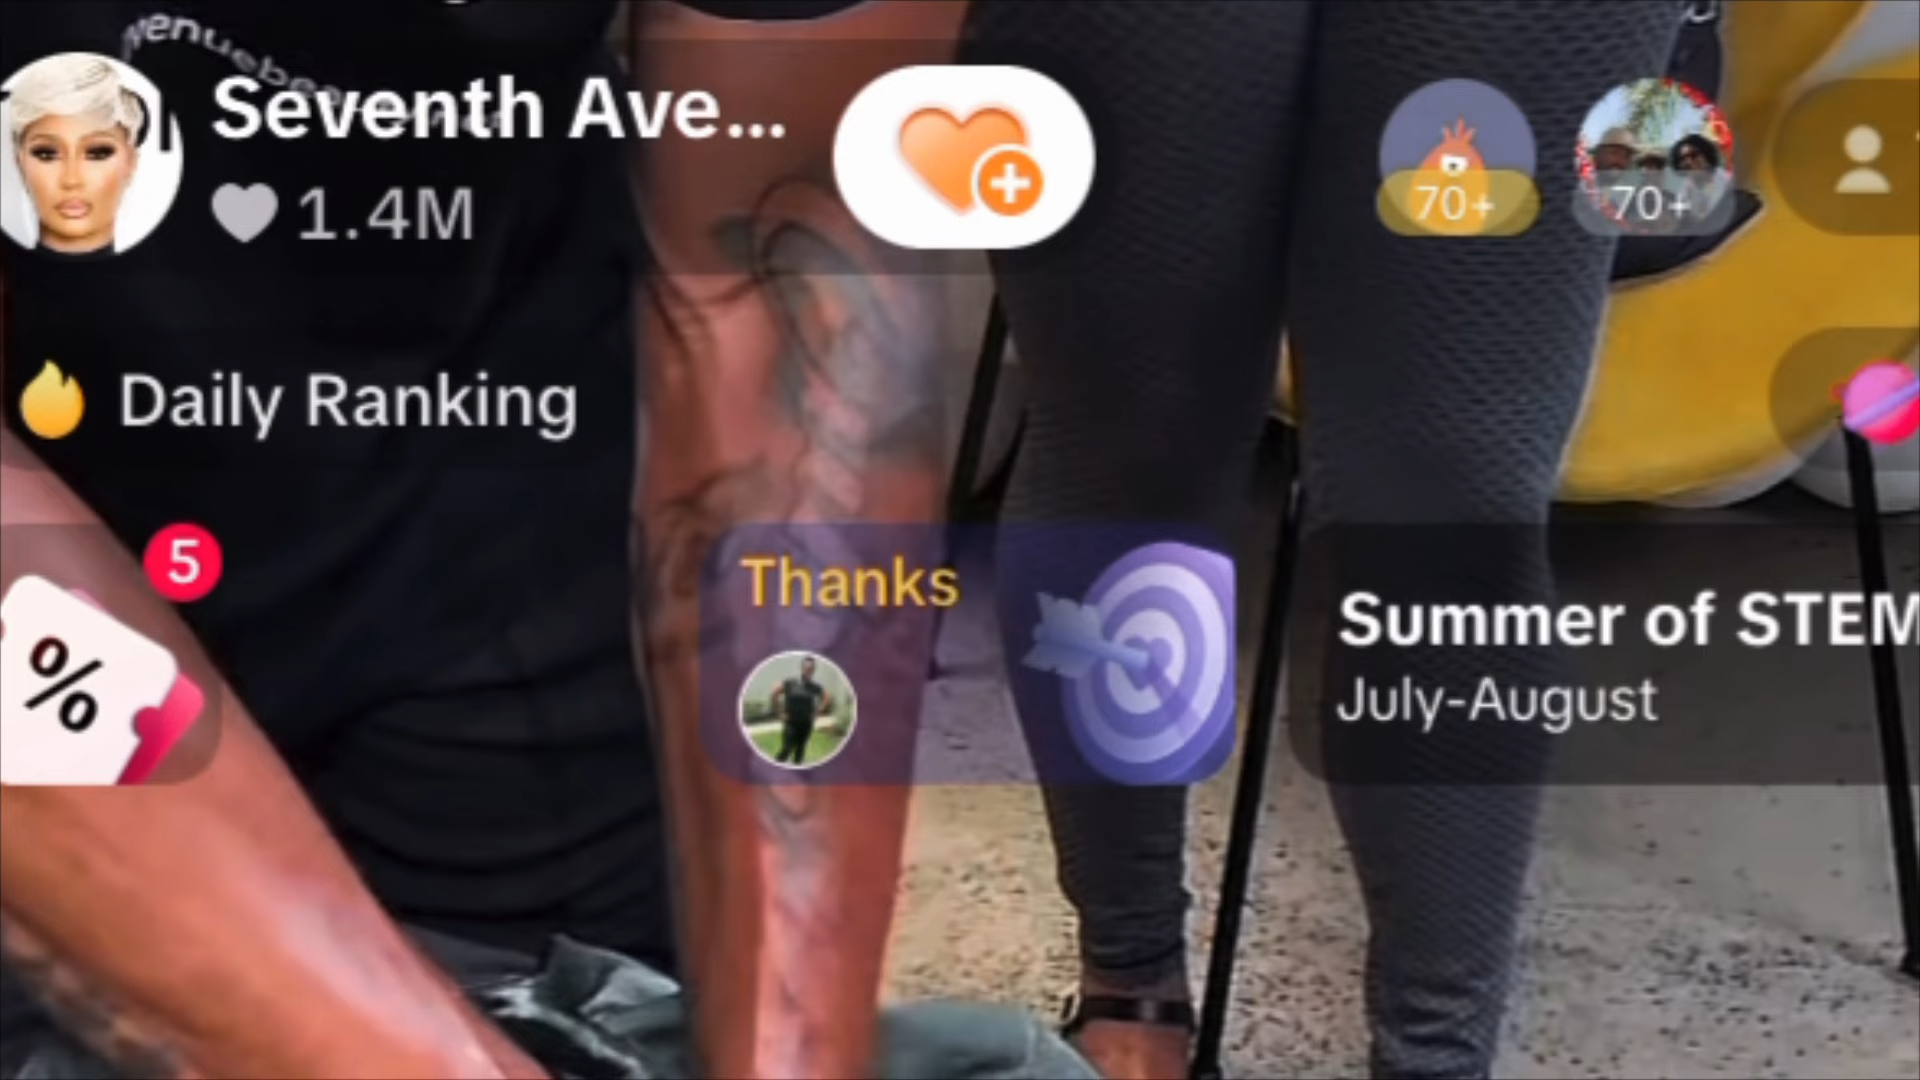 Seventh Ave...
1.4M
70+
70+
Daily Ranking
5
%
Thanks
Summer of STEM
July-August